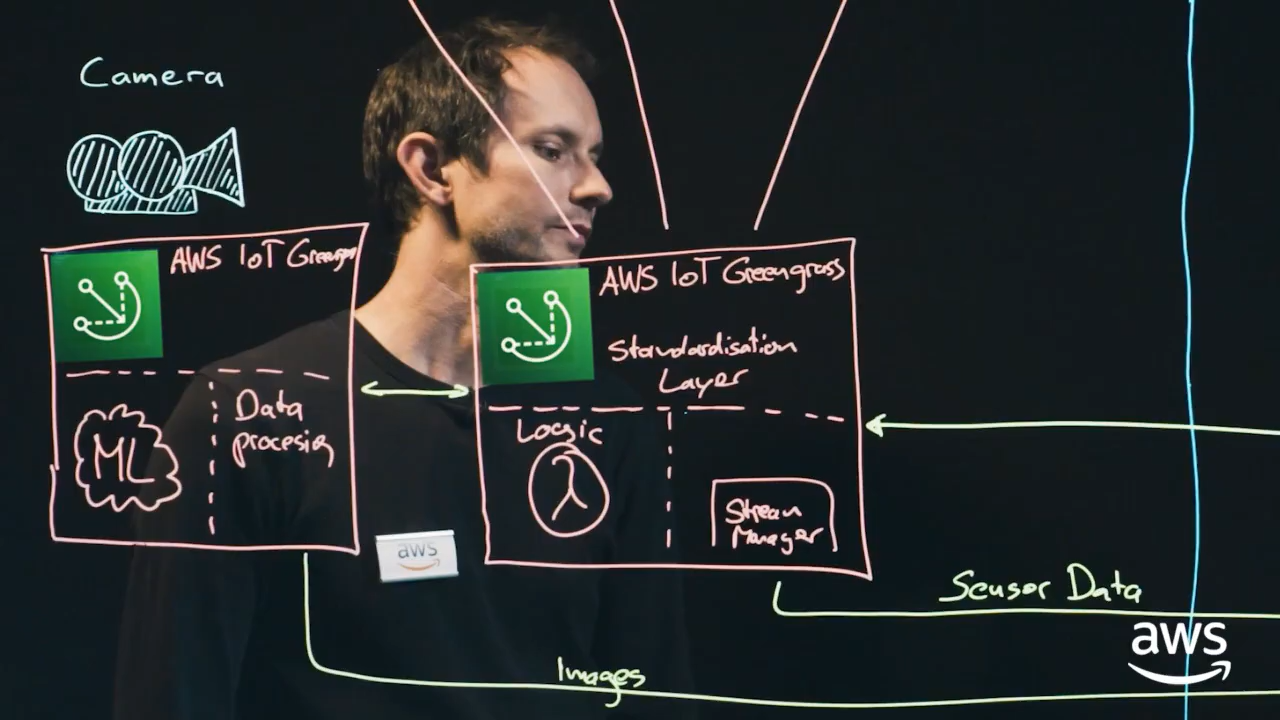 Camera
AWS IoT Greengrass
ML
Data
procesing
AWS IoT Greengrass
Standardisation
Layer
Logic
λ
Stream
Manager
aws
Sensor Data
aws
Images